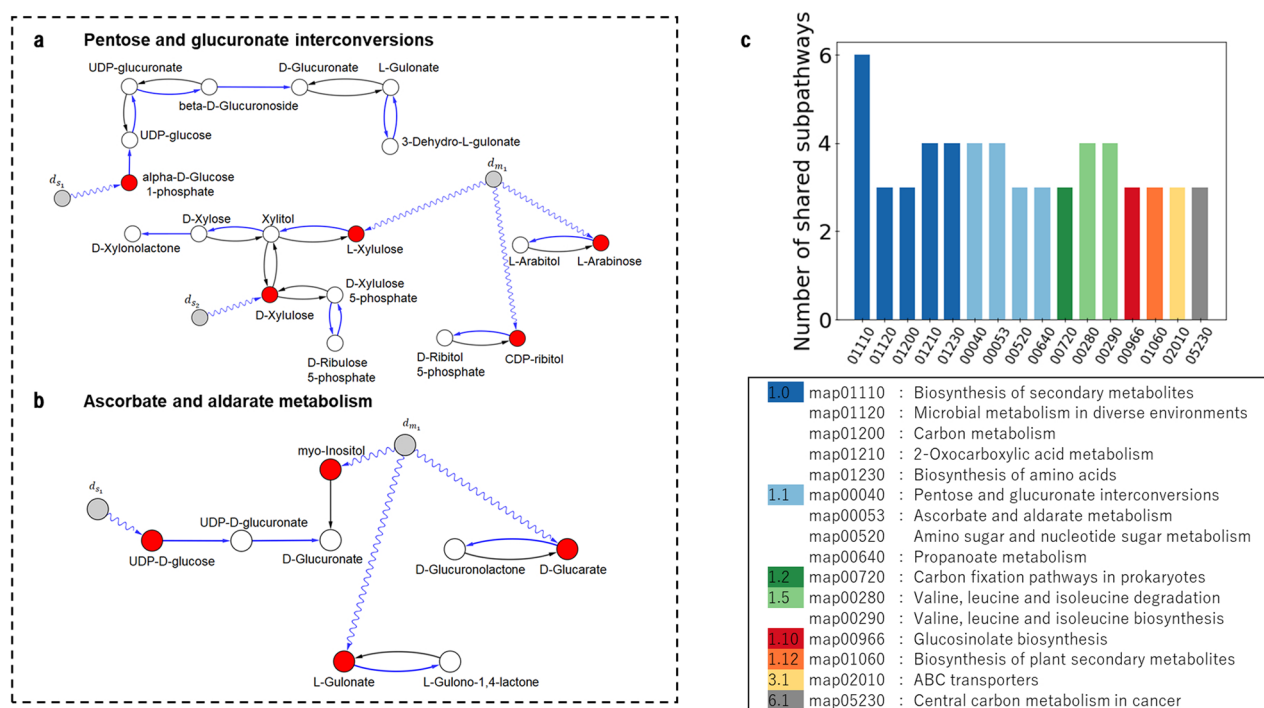 a Pentose and glucuronate interconversions
UDP-glucuronate
D-Glucuronate
L-Gulonate
beta-D-Glucuronoside
UDP-glucose
3-Dehydro-L-gulonate
alpha-D-Glucose
1-phosphate
d_{s_1}
d_{m_1}
D-Xylose
Xylitol
D-Xylonolactone
L-Xylulose
L-Arabitol
L-Arabinose
d_{s_2}
D-Xylulose
D-Xylulose
5-phosphate
D-Ribulose
5-phosphate
D-Ribitol
5-phosphate
CDP-ribitol
b Ascorbate and aldarate metabolism
d_{m_1}
myo-Inositol
d_{s_1}
UDP-D-glucuronate
UDP-D-glucose
D-Glucuronate
D-Glucuronolactone
D-Glucarate
L-Gulonate
L-Gulono-1,4-lactone
c
Number of shared subpathways
6
4
2
0
01110
01120
01200
01210
01230
00040
00053
00520
00640
00720
00280
00290
00966
01060
02010
05230
1.0 map01110 : Biosynthesis of secondary metabolites
map01120 : Microbial metabolism in diverse environments
map01200 : Carbon metabolism
map01210 : 2-Oxocarboxylic acid metabolism
map01230 : Biosynthesis of amino acids
1.1 map00040 : Pentose and glucuronate interconversions
map00053 : Ascorbate and aldarate metabolism
map00520 : Amino sugar and nucleotide sugar metabolism
map00640 : Propanoate metabolism
1.2 map00720 : Carbon fixation pathways in prokaryotes
1.5 map00280 : Valine, leucine and isoleucine degradation
map00290 : Valine, leucine and isoleucine biosynthesis
1.10 map00966 : Glucosinolate biosynthesis
1.12 map01060 : Biosynthesis of plant secondary metabolites
3.1 map02010 : ABC transporters
6.1 map05230 : Central carbon metabolism in cancer